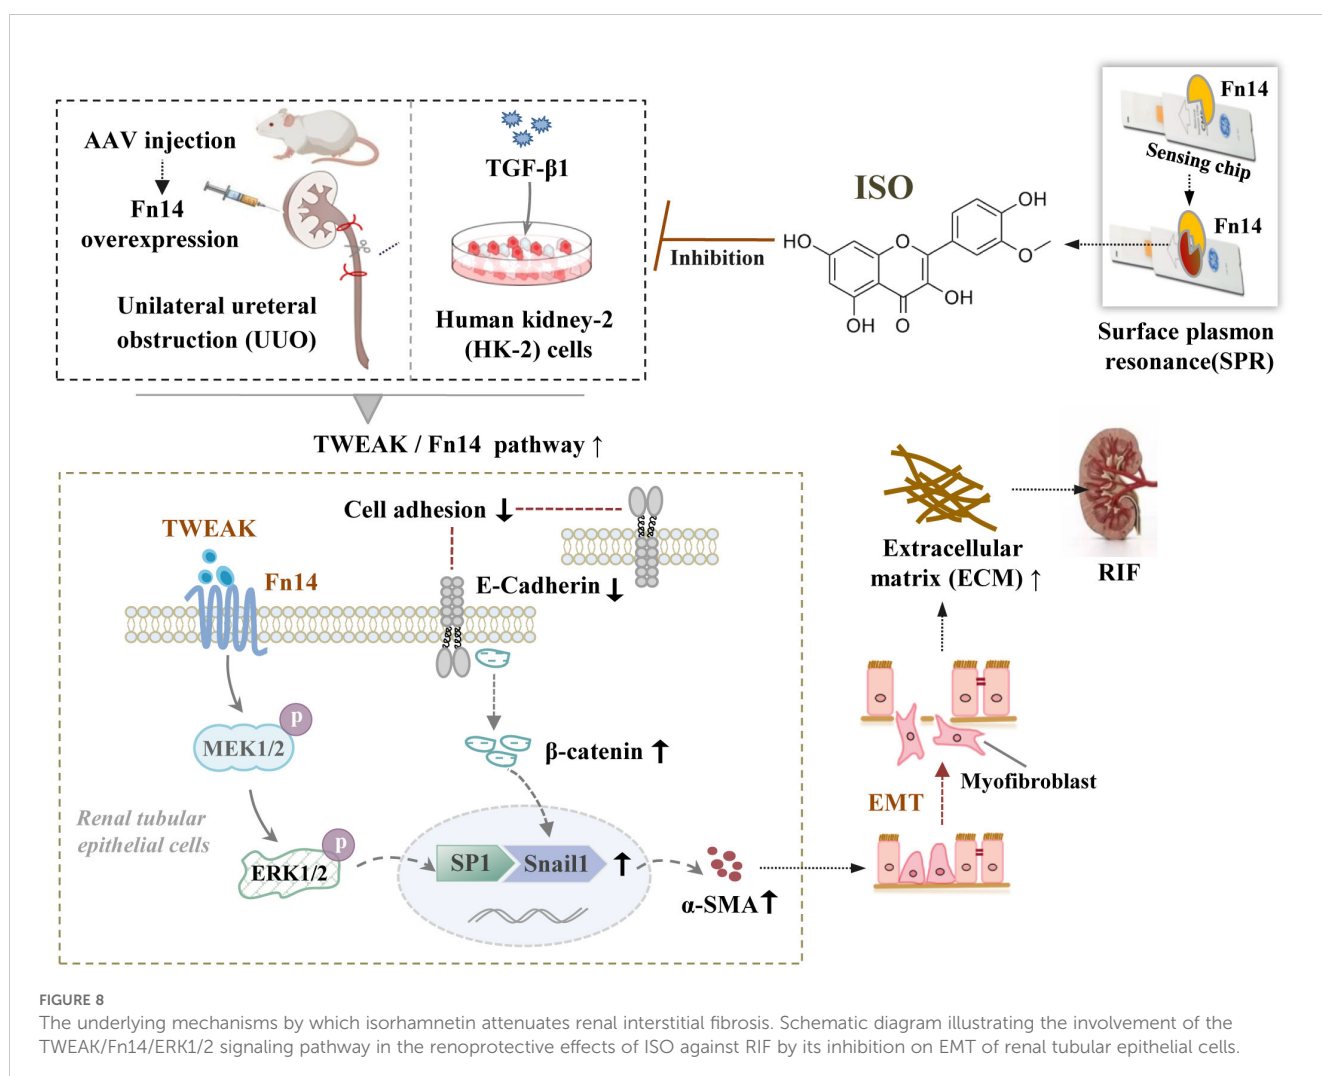 AAV injection
Fn14
overexpression
Unilateral ureteral
obstruction (UUO)
TGF-β1
Human kidney-2
(HK-2) cells
Inhibition
ISO
HO
O
OH
O
OH
O
OH
Fn14
Sensing chip
Fn14
Surface plasmon
resonance(SPR)
TWEAK / Fn14 pathway ↑
TWEAK
Fn14
Cell adhesion ↓
E-Cadherin ↓
MEK1/2
p
ERK1/2
p
Renal tubular
epithelial cells
β-catenin ↑
SP1
Snail1
↑
α-SMA↑
EMT
Myofibroblast
Extracellular
matrix (ECM) ↑
RIF
FIGURE 8
The underlying mechanisms by which isorhamnetin attenuates renal interstitial fibrosis. Schematic diagram illustrating the involvement of the
TWEAK/Fn14/ERK1/2 signaling pathway in the renoprotective effects of ISO against RIF by its inhibition on EMT of renal tubular epithelial cells.